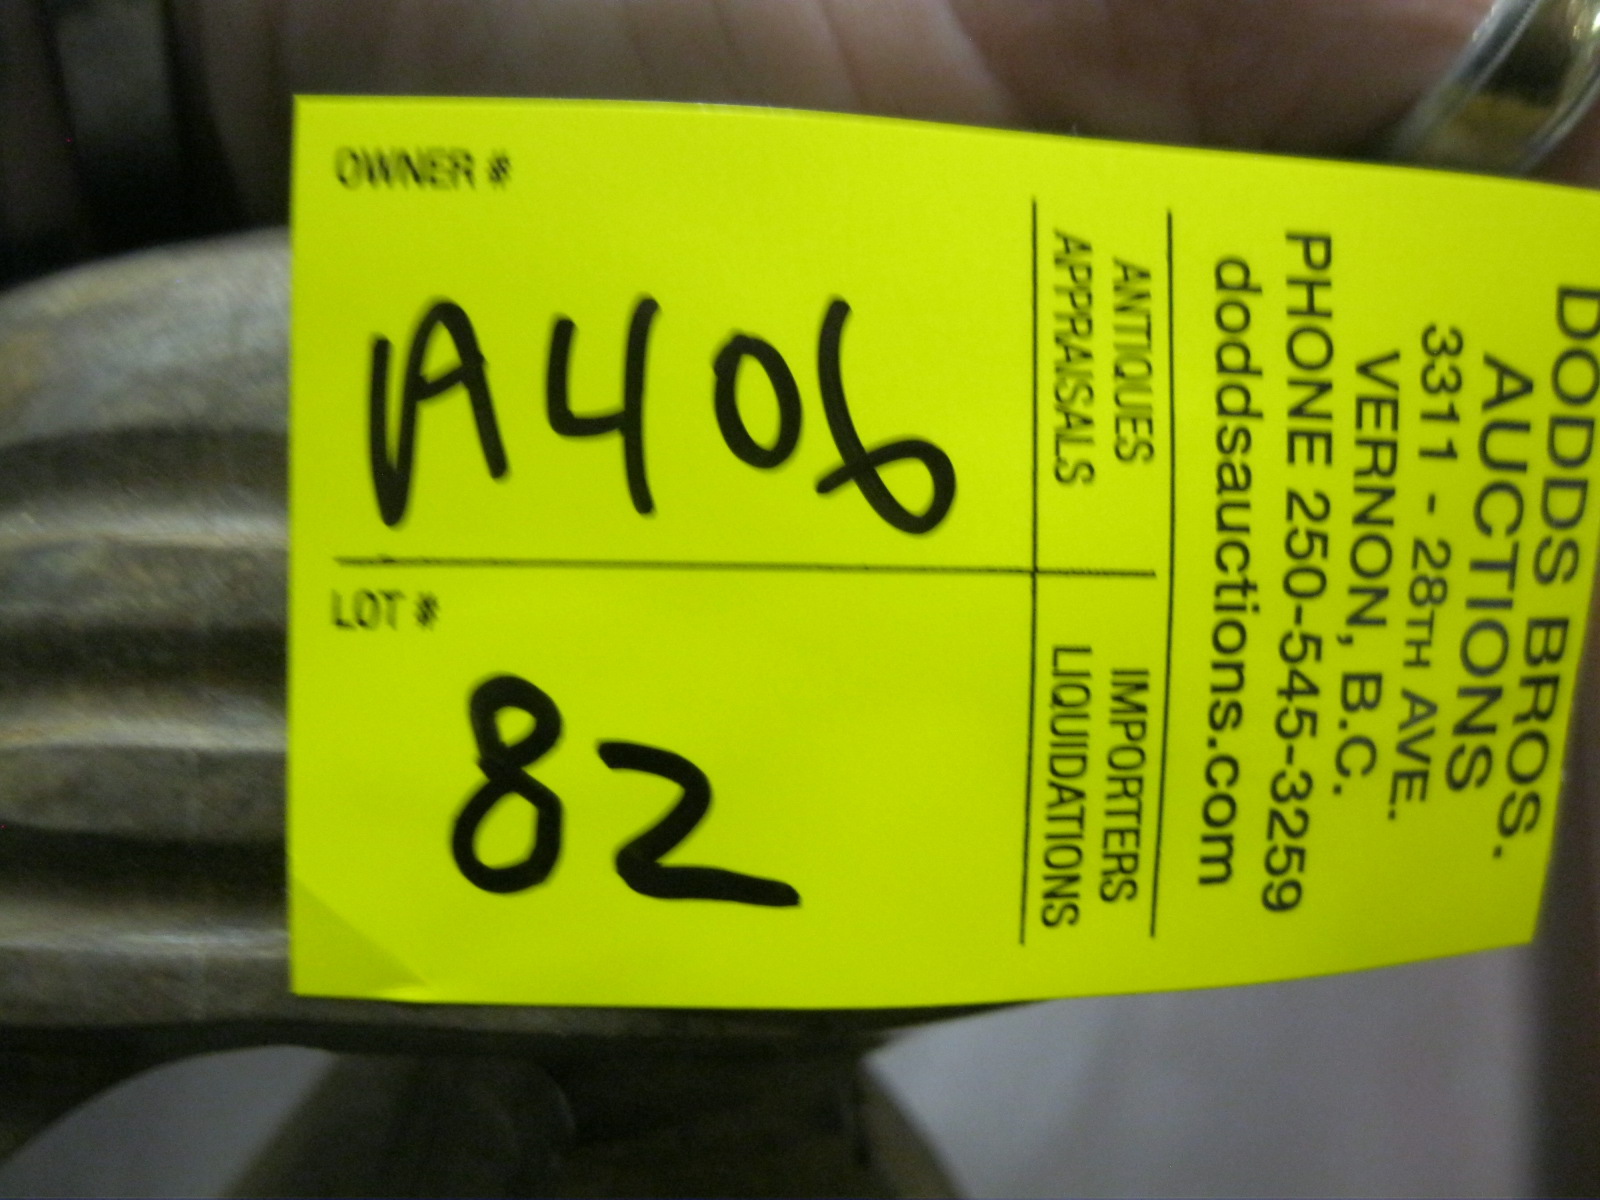 OWNER #
A406
LOT #
82
DODDS BROS.
AUCTIONS
3311 - 28TH AVE.
VERNON, B.C.
PHONE 250-545-3259
doddsauctions.com
ANTIQUES
APPRAISALS
IMPORTERS
LIQUIDATIONS